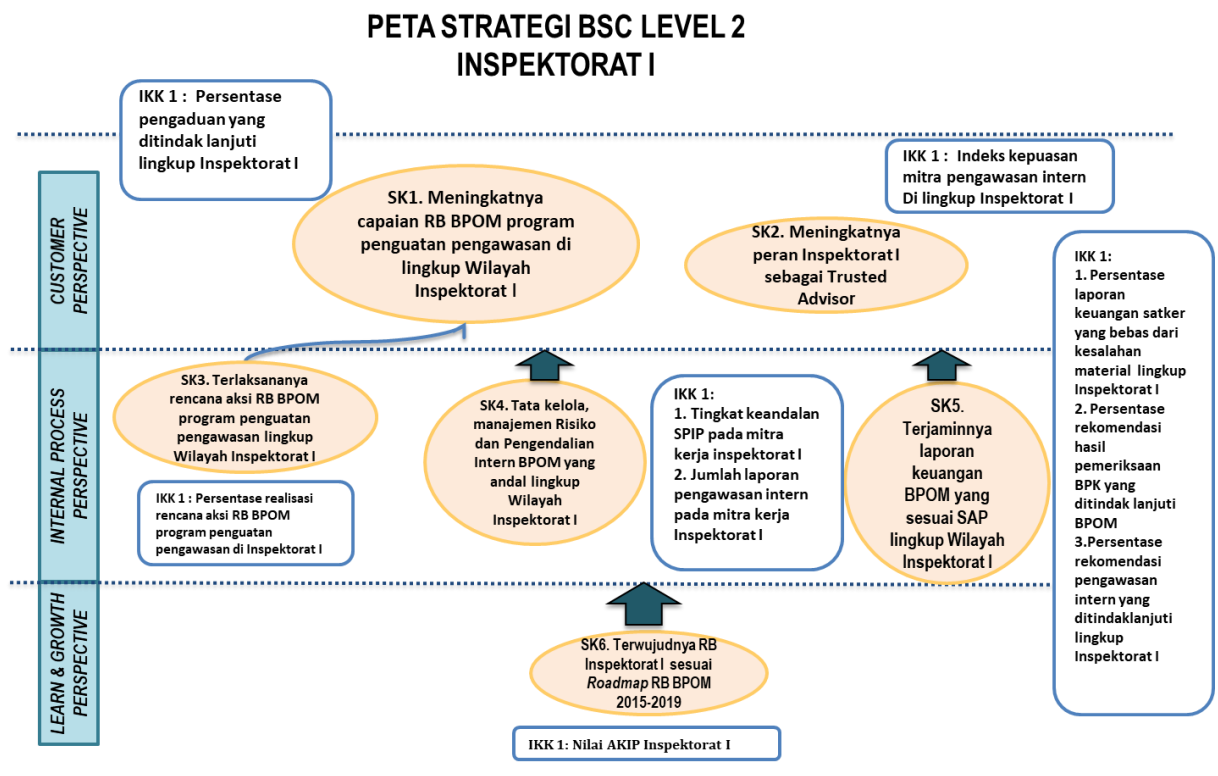 PETA STRATEGI BSC LEVEL 2
INSPEKTORAT I
IKK 1 : Persentase
pengaduan yang
ditindak lanjuti
lingkup Inspektorat I
CUSTOMER
PERSPECTIVE
SK1. Meningkatnya
capaian RB BPOM program
penguatan pengawasan di
lingkup Wilayah
Inspektorat I
IKK 1 : Indeks kepuasan
mitra pengawasan intern
Di lingkup Inspektorat I
SK2. Meningkatnya
peran Inspektorat I
sebagai Trusted
Advisor
IKK 1:
1. Persentase
laporan
keuangan satker
yang bebas dari
kesalahan
material lingkup
Inspektorat I
2. Persentase
rekomendasi
hasil
pemeriksaan
BPK yang
ditindak lanjuti
BPOM
3.Persentase
rekomendasi
pengawasan
intern yang
ditindaklanjuti
lingkup
Inspektorat I
INTERNAL PROCESS
PERSPECTIVE
SK3. Terlaksananya
rencana aksi RB BPOM
program penguatan
pengawasan lingkup
Wilayah Inspektorat I
IKK 1 : Persentase realisasi
rencana aksi RB BPOM
program penguatan
pengawasan di Inspektorat I
SK4. Tata kelola,
manajemen Risiko
dan Pengendalian
Intern BPOM yang
andal lingkup
Wilayah
Inspektorat I
IKK 1:
1. Tingkat keandalan
SPIP pada mitra
kerja inspektorat I
2. Jumlah laporan
pengawasan intern
pada mitra kerja
Inspektorat I
SK5.
Terjaminnya
laporan
keuangan
BPOM yang
sesuai SAP
lingkup Wilayah
Inspektorat I
LEARN & GROWTH
PERSPECTIVE
SK6. Terwujudnya RB
Inspektorat I sesuai
Roadmap RB BPOM
2015-2019
IKK 1: Nilai AKIP Inspektorat I